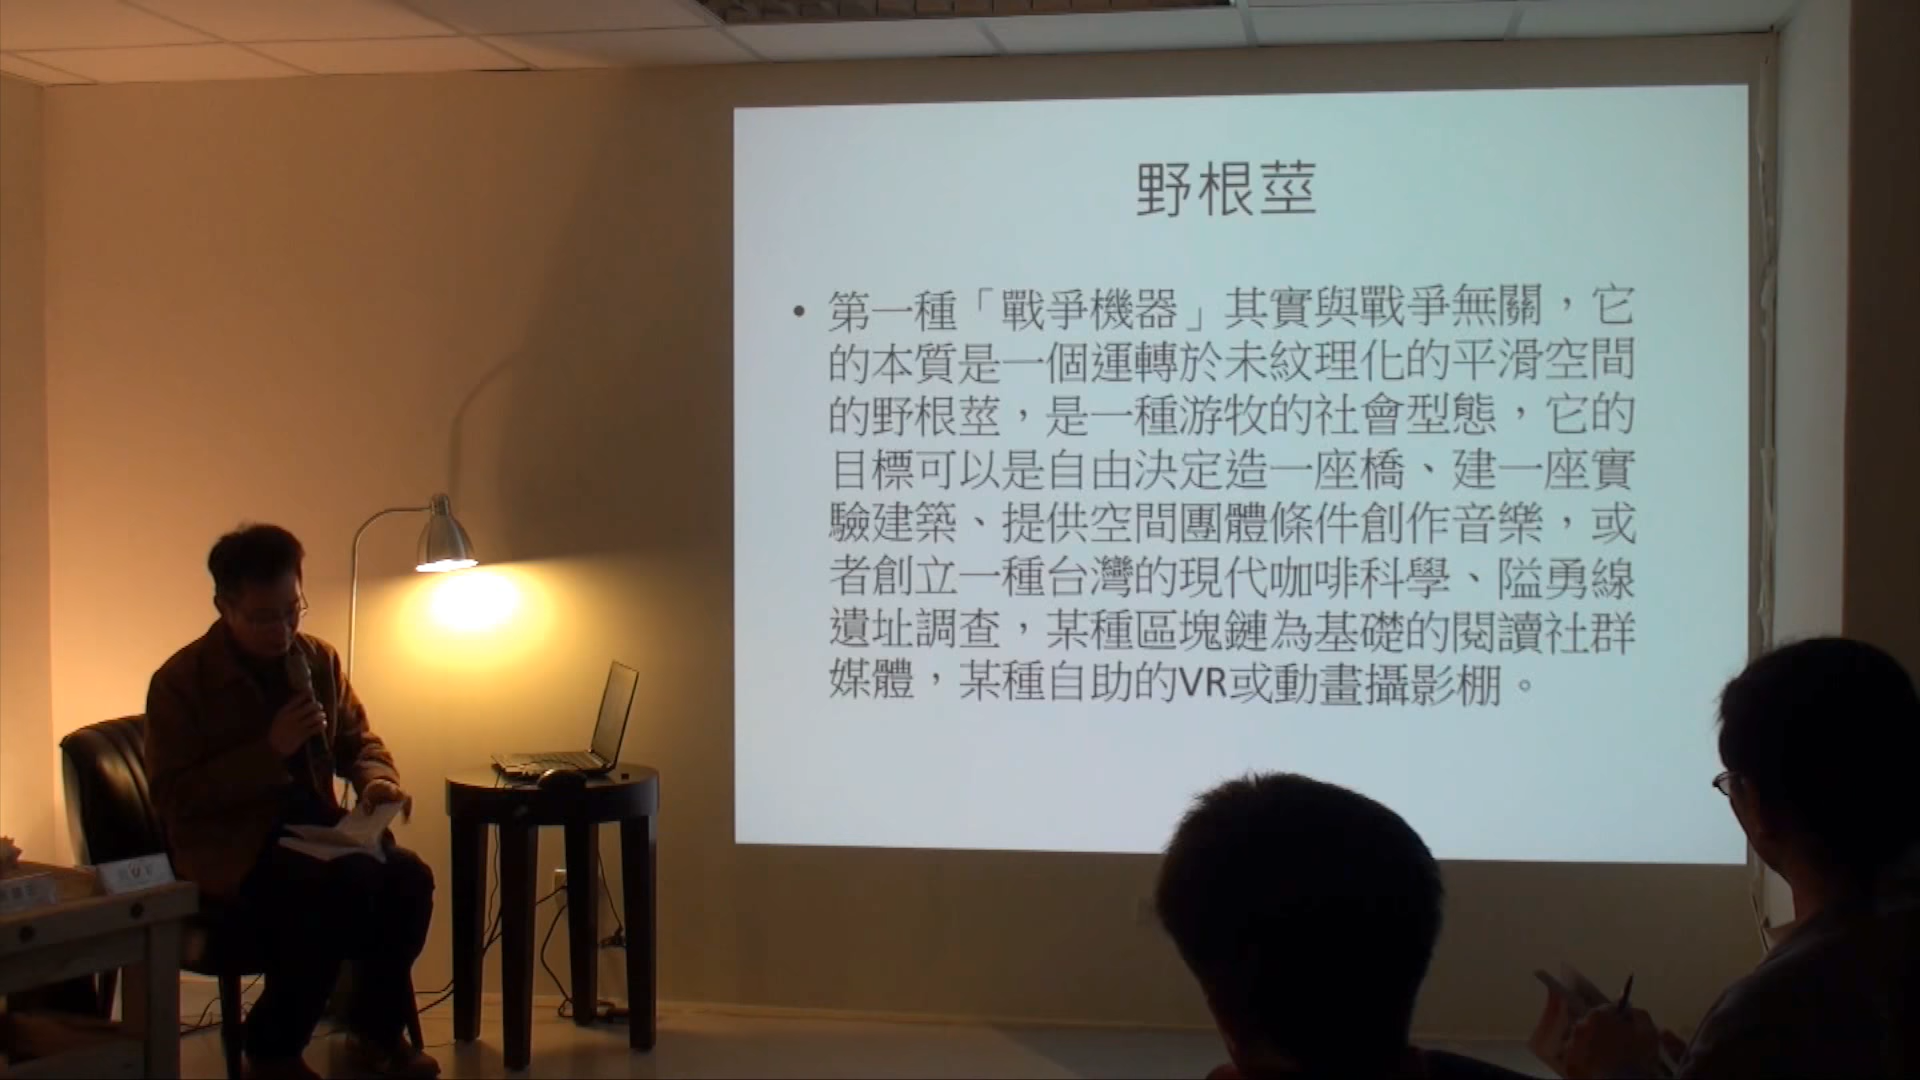 野根莖
• 第一種「戰爭機器」其實與戰爭無關，它
的本質是一個運轉於未紋理化的平滑空間
的野根莖，是一種游牧的社會型態，它的
目標可以是自由決定造一座橋、建一座實
驗建築、提供空間團體條件創作音樂，或
者創立一種台灣的現代咖啡科學、隘勇線
遺址調查，某種區塊鏈為基礎的閱讀社群
媒體，某種自助的VR或動畫攝影棚。